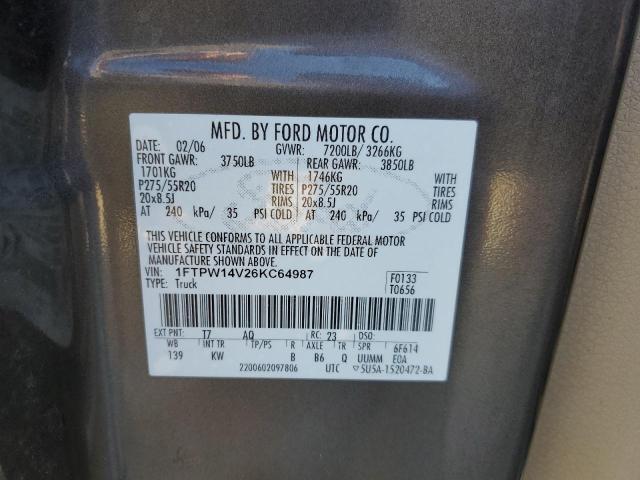 MFD. BY FORD MOTOR CO.
DATE: 02/06 GVWR: 7200LB/ 3266KG
FRONT GAWR: 3750LB REAR GAWR: 3850LB
1701KG WITH 1746KG WITH
P275/55R20 TIRES P275/55R20 TIRES
20x8.5J RIMS 20x8.5J RIMS
AT 240 kPa/ 35 PSI COLD AT 240 kPa/ 35 PSI COLD
THIS VEHICLE CONFORMS TO ALL APPLICABLE FEDERAL MOTOR
VEHICLE SAFETY STANDARDS IN EFFECT ON THE DATE OF
MANUFACTURE SHOWN ABOVE.
VIN: 1FTPW14V26KC64987 F0133
TYPE: Truck T0656
EXT PNT: T7 AQ RC: 23 DSO:
WB INT TR TP/PS R AXLE TR SPR 6F614
139 KW B B6 Q UUMM E0A
2200602097806 UTC ▽5U5A-1520472-BA